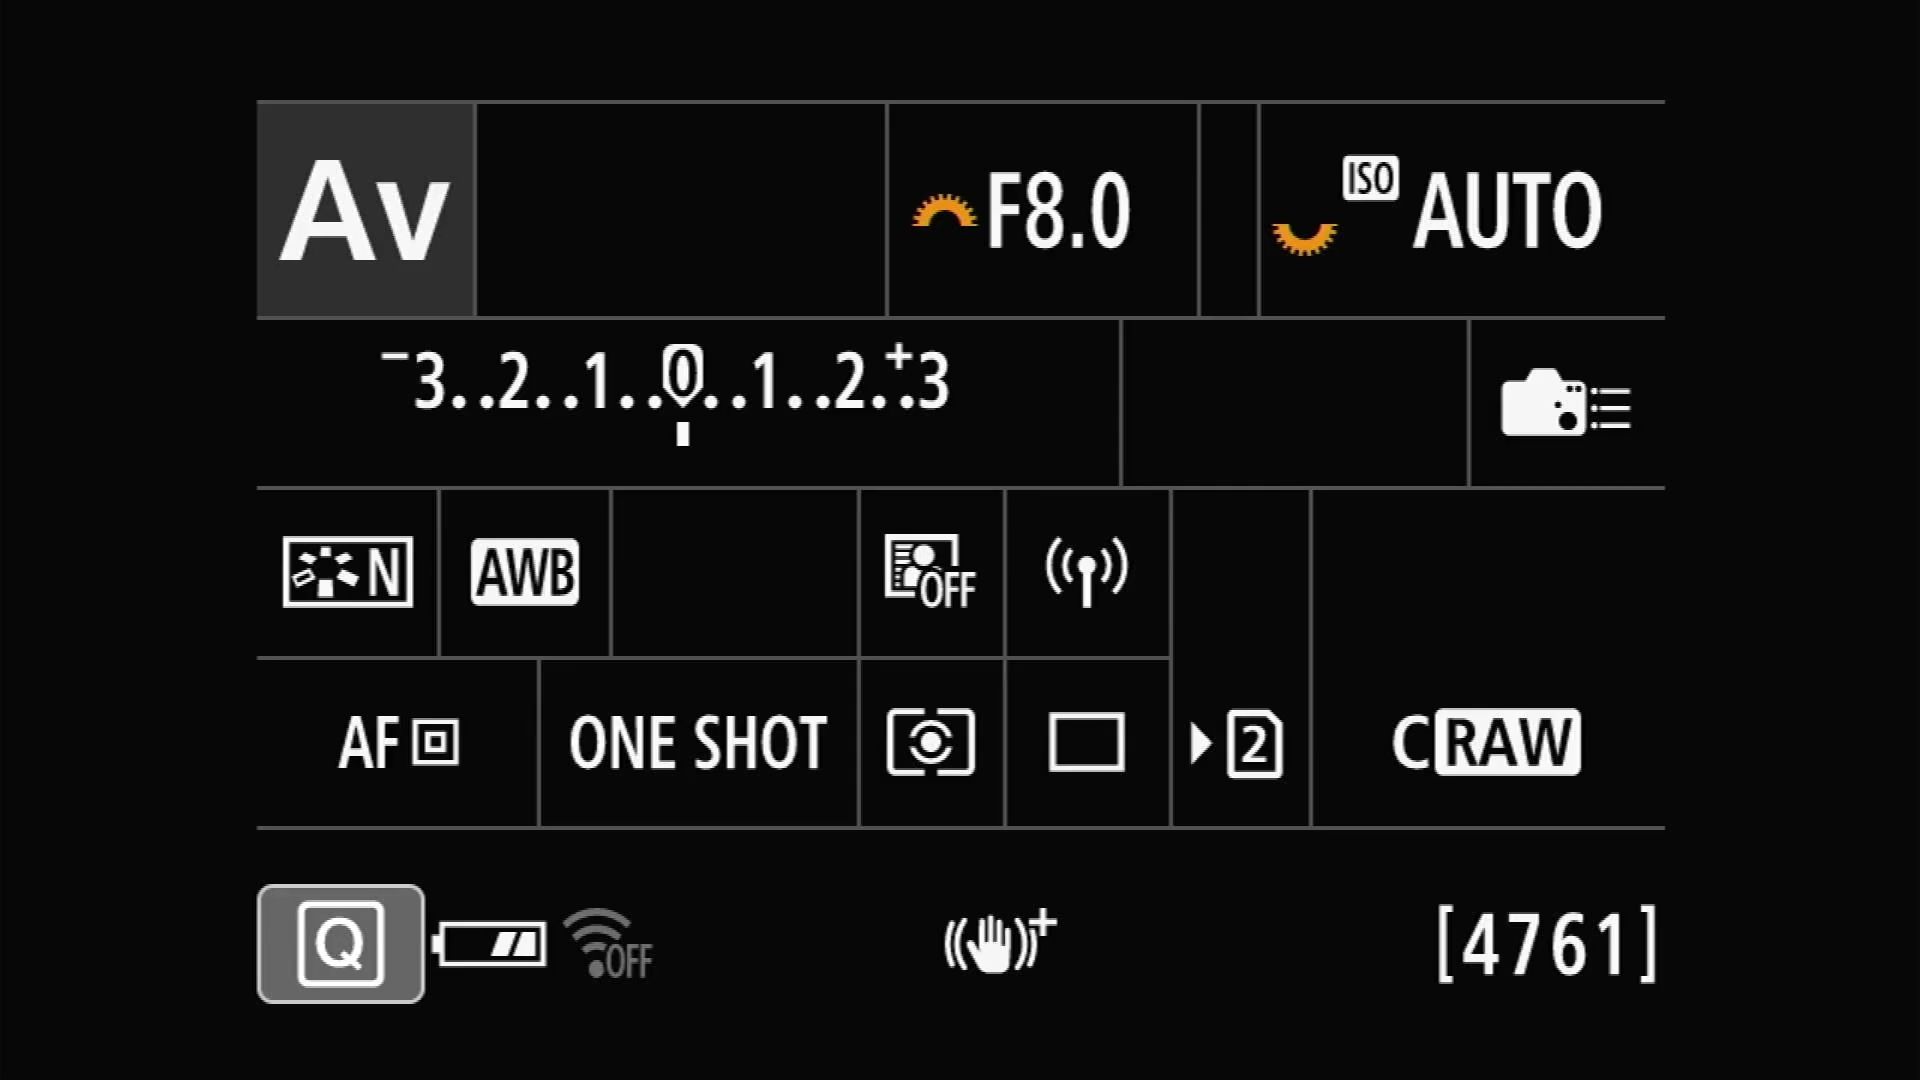 Av F8.0 ISO AUTO
-3..2..1..0..1..2..+3
N AWB OFF
AF ONE SHOT 2 CRAW
Q OFF [4761]